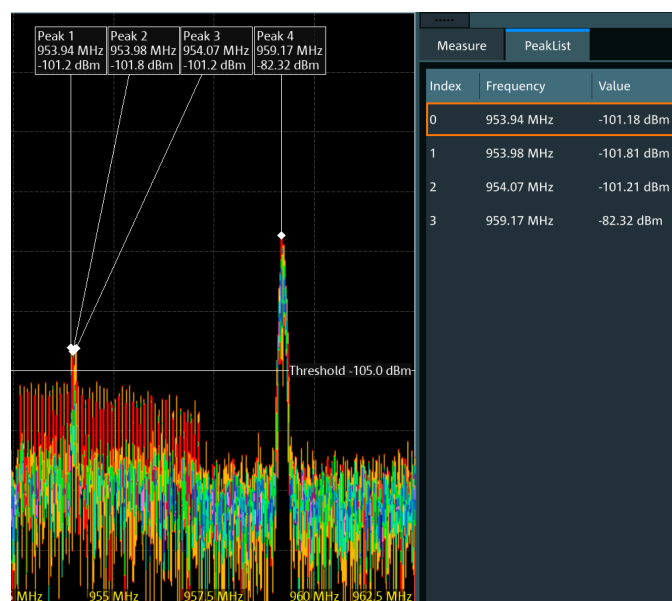 Peak 1
953.94 MHz
-101.2 dBm
Peak 2
953.98 MHz
-101.8 dBm
Peak 3
954.07 MHz
-101.2 dBm
Peak 4
959.17 MHz
-82.32 dBm
Threshold -105.0 dBm
MHz
955 MHz
957.5 MHz
960 MHz
962.5 MHz
Measure
PeakList
Index Frequency Value
0 953.94 MHz -101.18 dBm
1 953.98 MHz -101.81 dBm
2 954.07 MHz -101.21 dBm
3 959.17 MHz -82.32 dBm